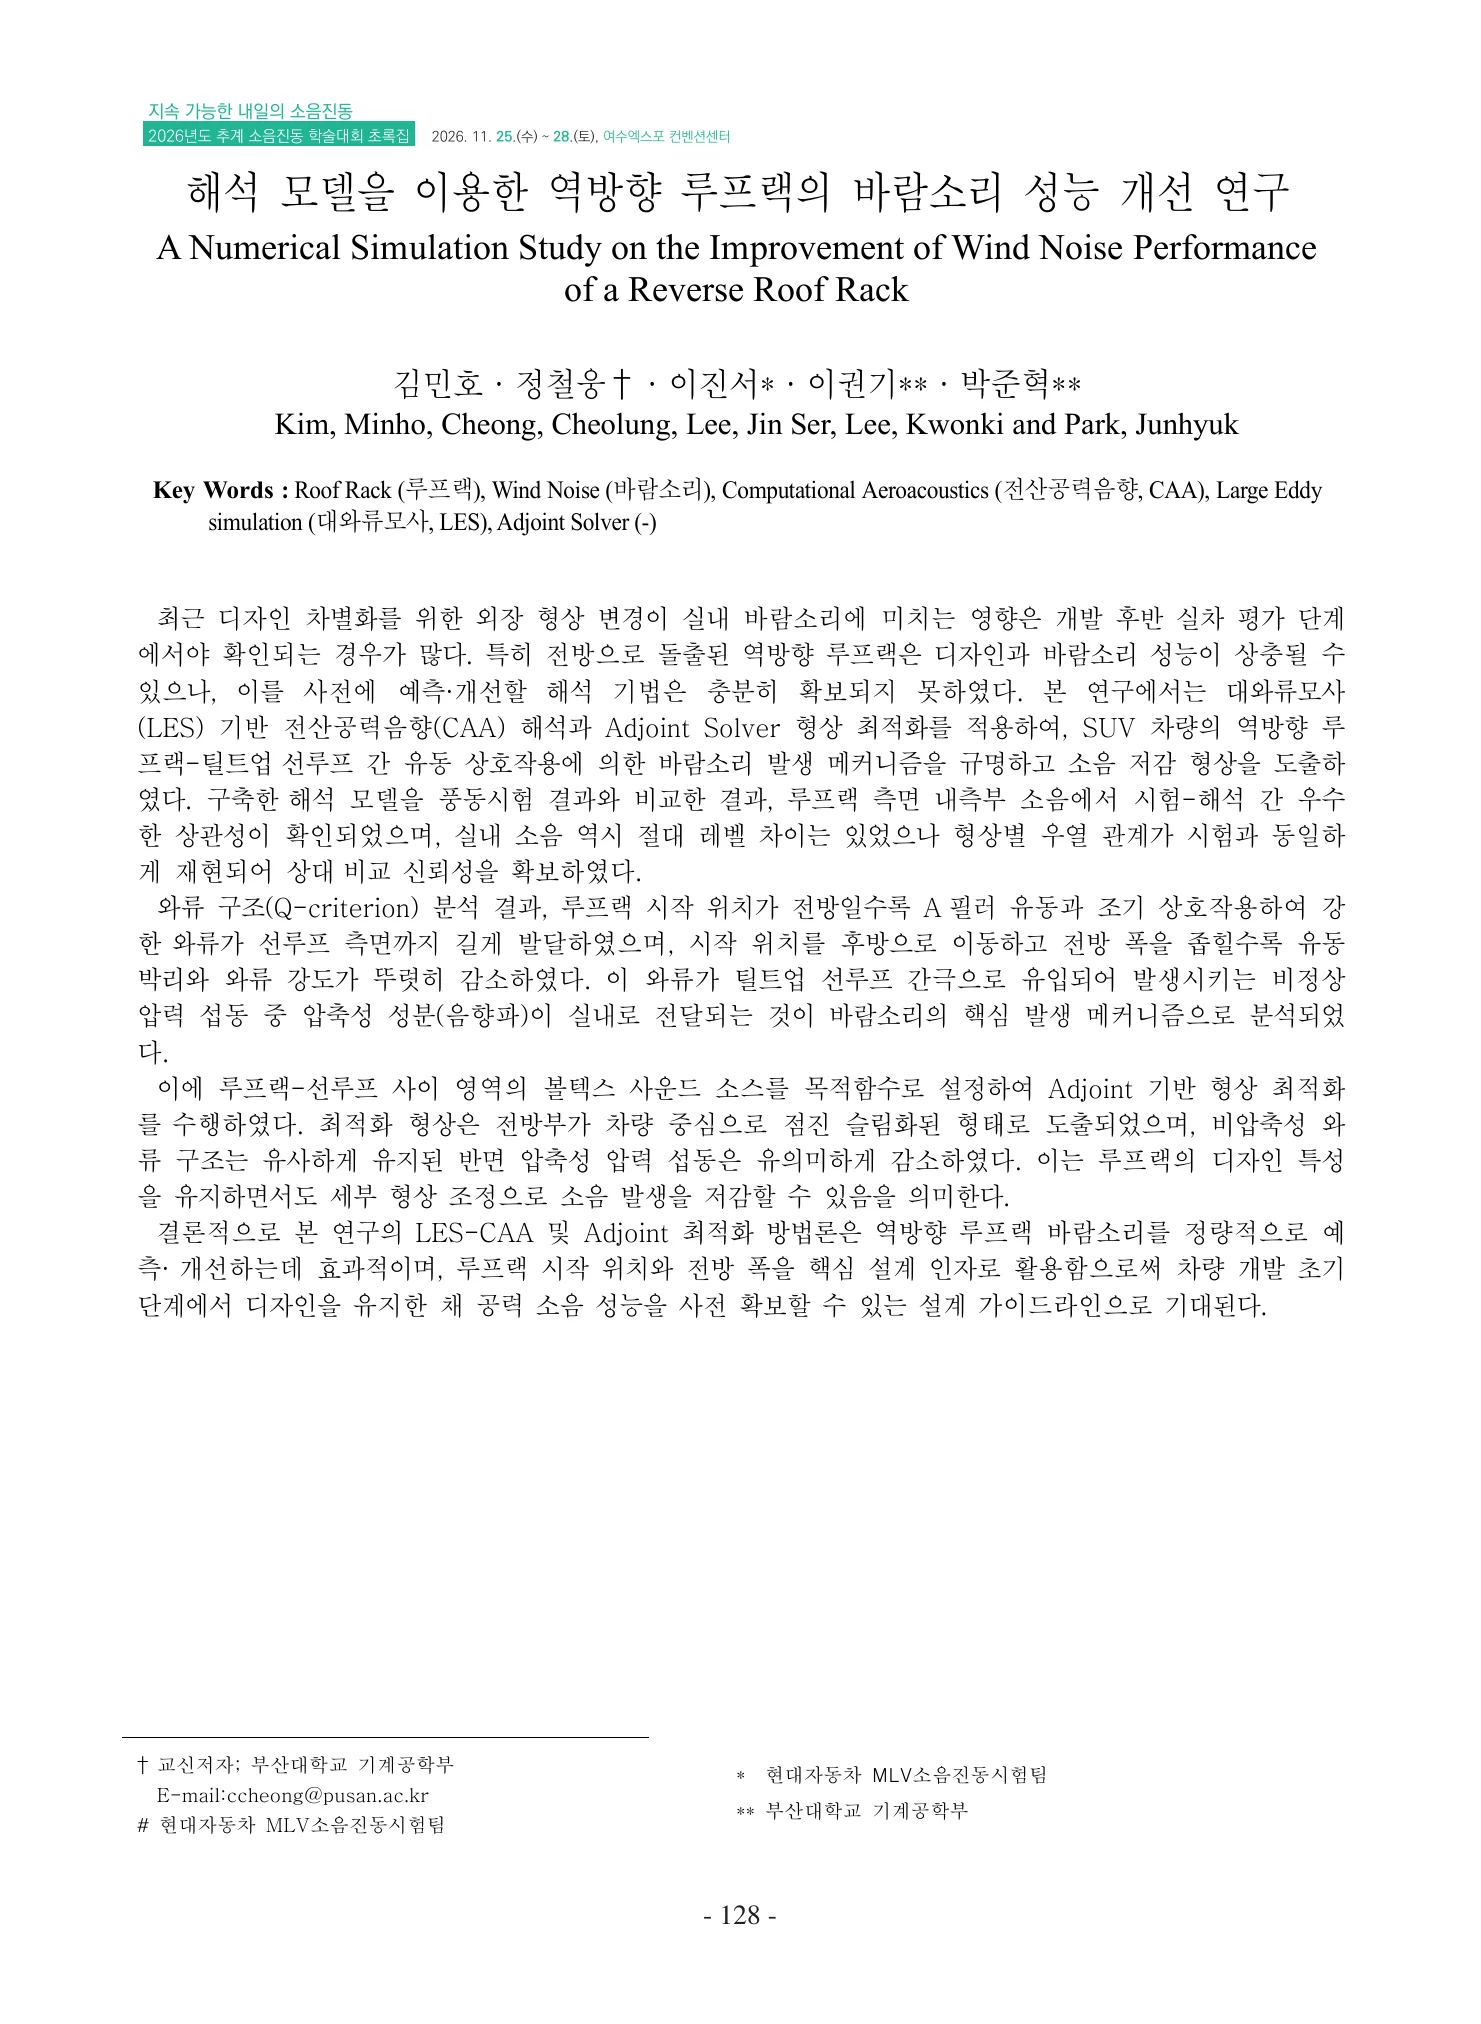 지속 가능한 내일의 소음진동
2026년도 추계 소음진동 학술대회 초록집 2026. 11. 25.(수) ~ 28.(토), 여수엑스포 컨벤션센터
해석 모델을 이용한 역방향 루프랙의 바람소리 성능 개선 연구
A Numerical Simulation Study on the Improvement of Wind Noise Performance
of a Reverse Roof Rack
김민호 · 정철웅† · 이진서* · 이권기** · 박준혁**
Kim, Minho, Cheong, Cheolung, Lee, Jin Ser, Lee, Kwonki and Park, Junhyuk
Key Words : Roof Rack (루프랙), Wind Noise (바람소리), Computational Aeroacoustics (전산공력음향, CAA), Large Eddy
simulation (대와류모사, LES), Adjoint Solver (-)
최근 디자인 차별화를 위한 외장 형상 변경이 실내 바람소리에 미치는 영향은 개발 후반 실차 평가 단계
에서야 확인되는 경우가 많다. 특히 전방으로 돌출된 역방향 루프랙은 디자인과 바람소리 성능이 상충될 수
있으나, 이를 사전에 예측·개선할 해석 기법은 충분히 확보되지 못하였다. 본 연구에서는 대와류모사
(LES) 기반 전산공력음향(CAA) 해석과 Adjoint Solver 형상 최적화를 적용하여, SUV 차량의 역방향 루
프랙-틸트업 선루프 간 유동 상호작용에 의한 바람소리 발생 메커니즘을 규명하고 소음 저감 형상을 도출하
였다. 구축한 해석 모델을 풍동시험 결과와 비교한 결과, 루프랙 측면 내측부 소음에서 시험-해석 간 우수
한 상관성이 확인되었으며, 실내 소음 역시 절대 레벨 차이는 있었으나 형상별 우열 관계가 시험과 동일하
게 재현되어 상대 비교 신뢰성을 확보하였다.
와류 구조(Q-criterion) 분석 결과, 루프랙 시작 위치가 전방일수록 A 필러 유동과 조기 상호작용하여 강
한 와류가 선루프 측면까지 길게 발달하였으며, 시작 위치를 후방으로 이동하고 전방 폭을 좁힐수록 유동
박리와 와류 강도가 뚜렷히 감소하였다. 이 와류가 틸트업 선루프 간극으로 유입되어 발생시키는 비정상
압력 섭동 중 압축성 성분(음향파)이 실내로 전달되는 것이 바람소리의 핵심 발생 메커니즘으로 분석되었
다.
이에 루프랙-선루프 사이 영역의 볼텍스 사운드 소스를 목적함수로 설정하여 Adjoint 기반 형상 최적화
를 수행하였다. 최적화 형상은 전방부가 차량 중심으로 점진 슬림화된 형태로 도출되었으며, 비압축성 와
류 구조는 유사하게 유지된 반면 압축성 압력 섭동은 유의미하게 감소하였다. 이는 루프랙의 디자인 특성
을 유지하면서도 세부 형상 조정으로 소음 발생을 저감할 수 있음을 의미한다.
결론적으로 본 연구의 LES-CAA 및 Adjoint 최적화 방법론은 역방향 루프랙 바람소리를 정량적으로 예
측· 개선하는데 효과적이며, 루프랙 시작 위치와 전방 폭을 핵심 설계 인자로 활용함으로써 차량 개발 초기
단계에서 디자인을 유지한 채 공력 소음 성능을 사전 확보할 수 있는 설계 가이드라인으로 기대된다.
† 교신저자; 부산대학교 기계공학부
E-mail:ccheong@pusan.ac.kr
# 현대자동차 MLV소음진동시험팀
* 현대자동차 MLV소음진동시험팀
** 부산대학교 기계공학부
- 128 -